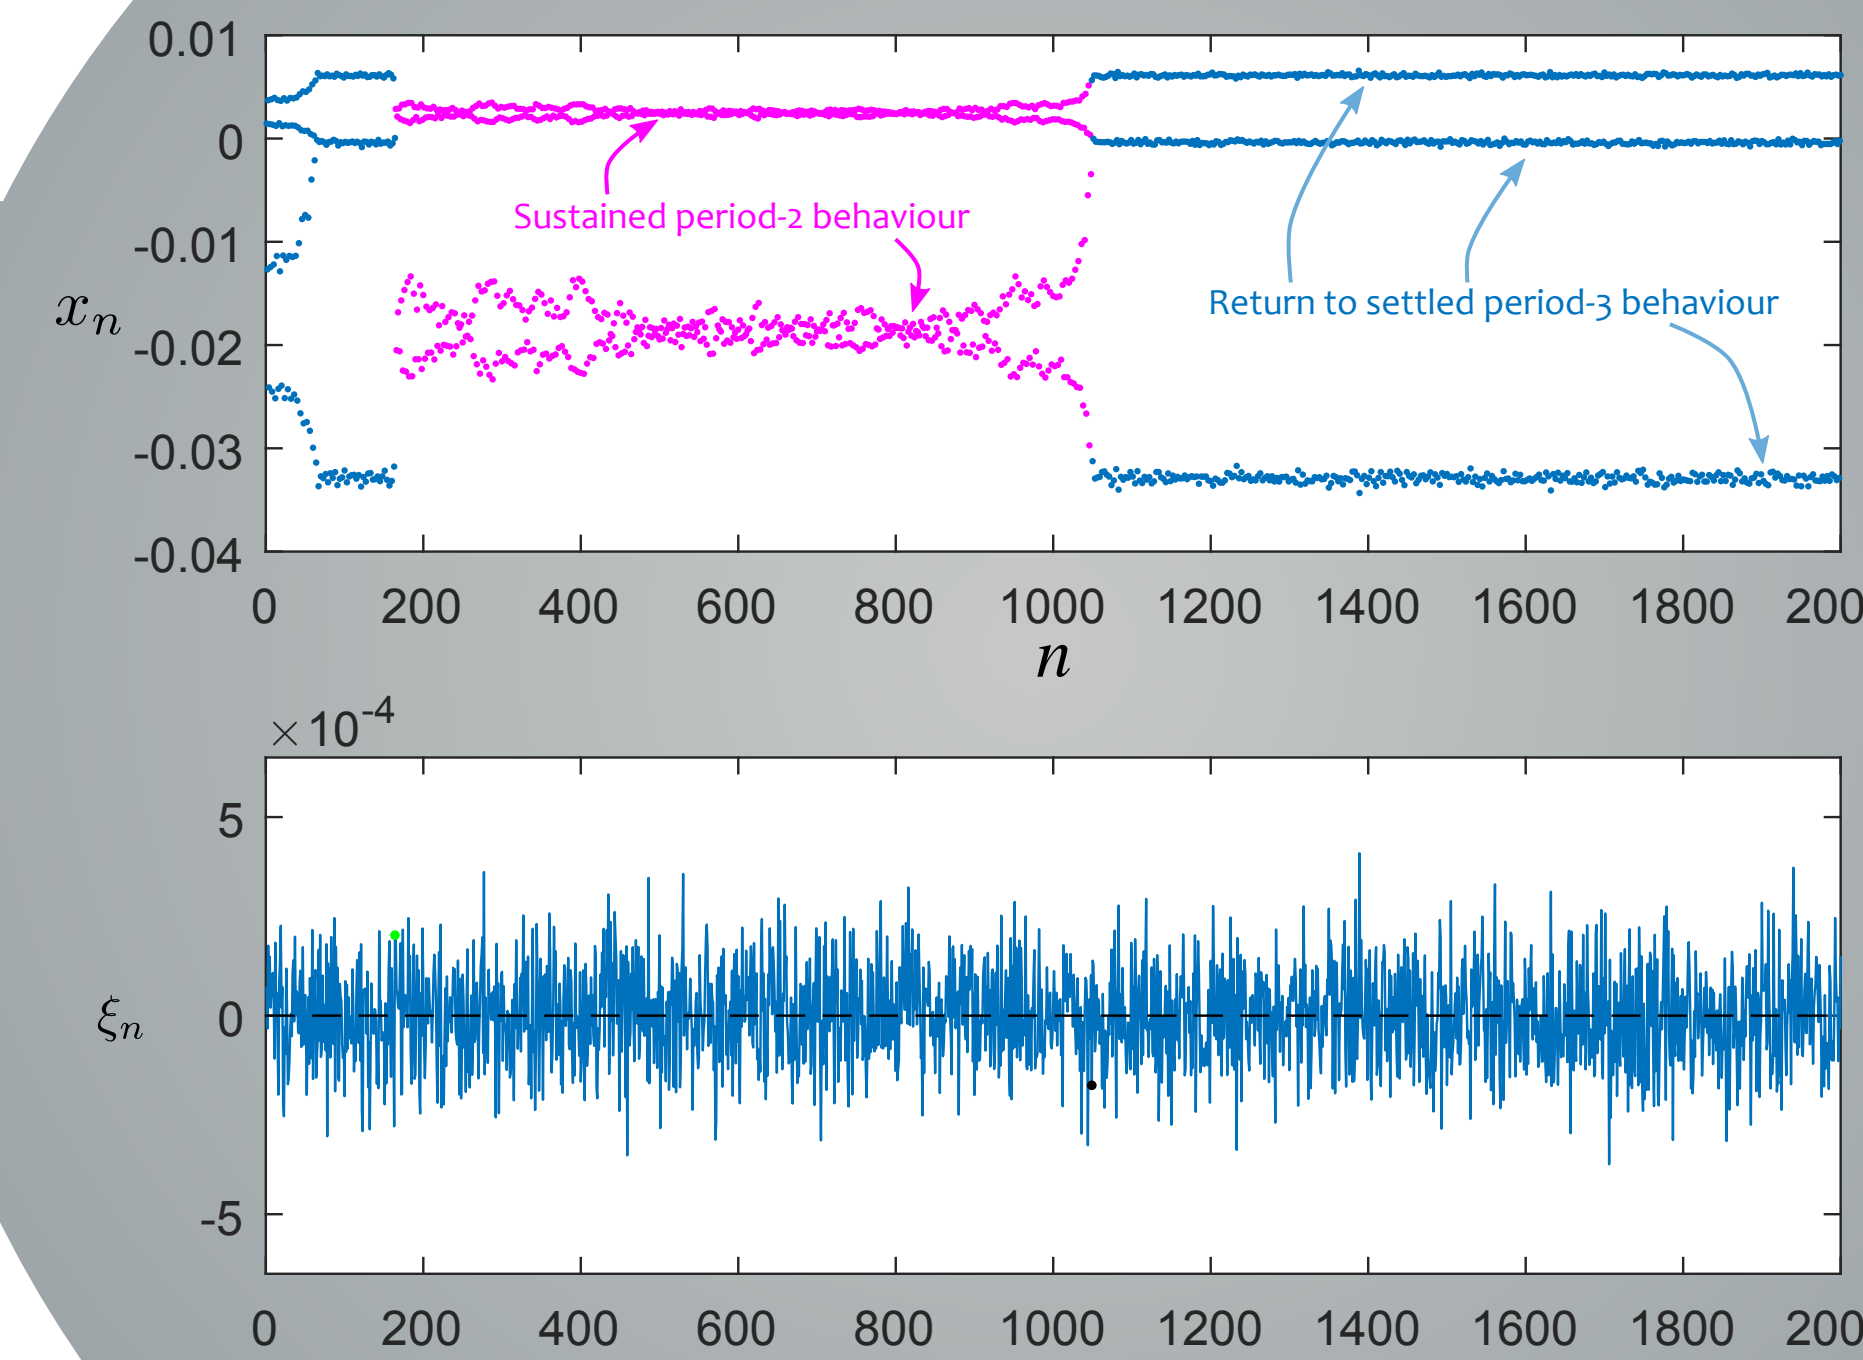 0.01
0
-0.01
-0.02
-0.03
-0.04
x_n
Sustained period-2 behaviour
Return to settled period-3 behaviour
0 200 400 600 800 1000 1200 1400 1600 1800 200
n
×10^-4
5
0
-5
ξ_n
0 200 400 600 800 1000 1200 1400 1600 1800 200